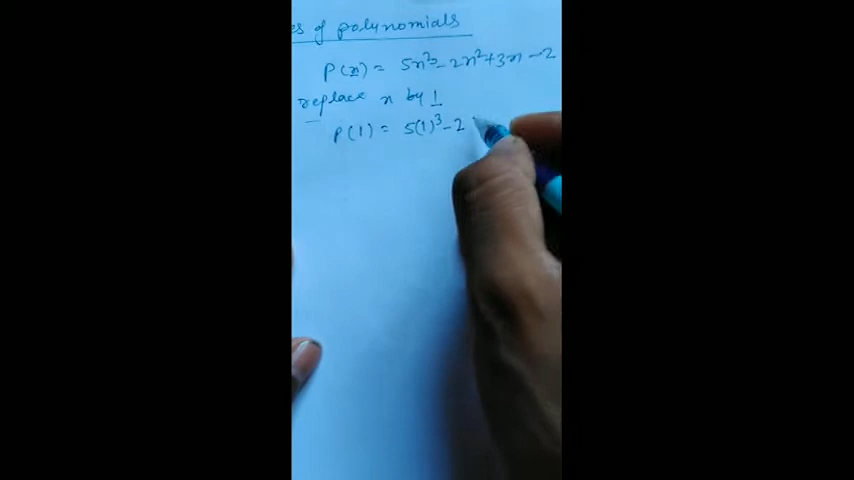 es of polynomials
P(x) = 5x³ - 2x² + 3x - 2
replace x by 1
P(1) = 5(1)³ - 2